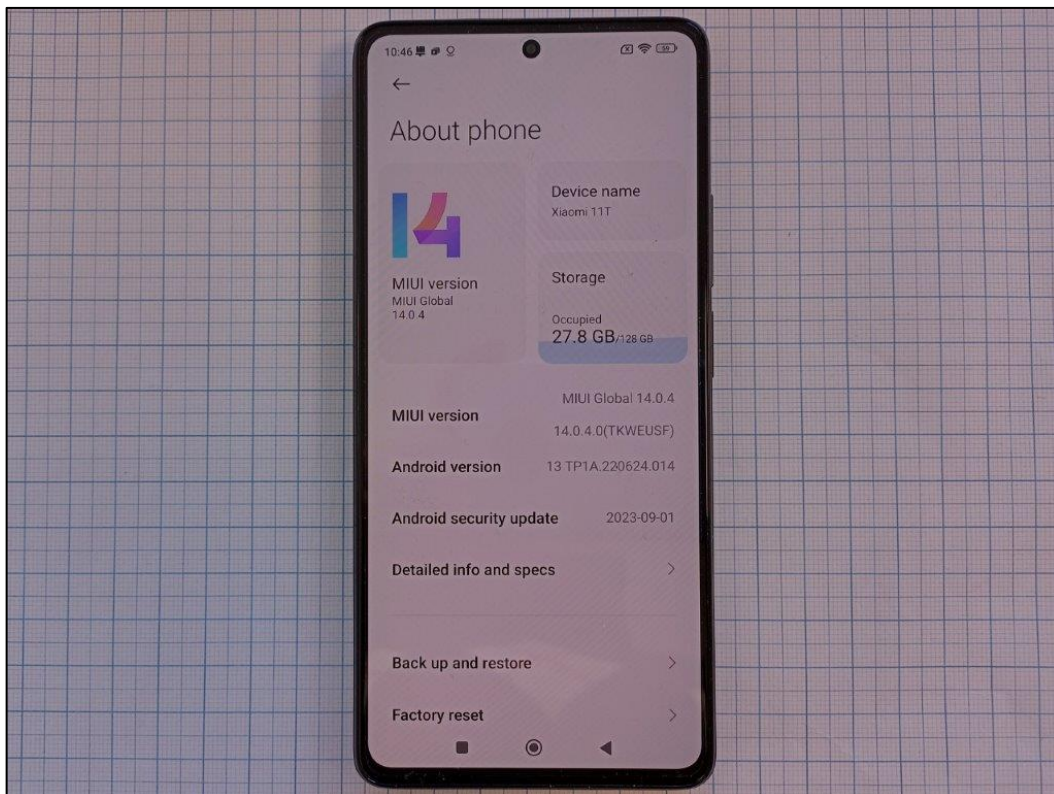 10:46
59
About phone
14
MIUI version
MIUI Global
14.0.4
Device name
Xiaomi 11T
Storage
Occupied
27.8 GB/128 GB
MIUI version
MIUI Global 14.0.4
14.0.4.0(TKWEUSF)
Android version
13 TP1A.220624.014
Android security update
2023-09-01
Detailed info and specs
Back up and restore
Factory reset